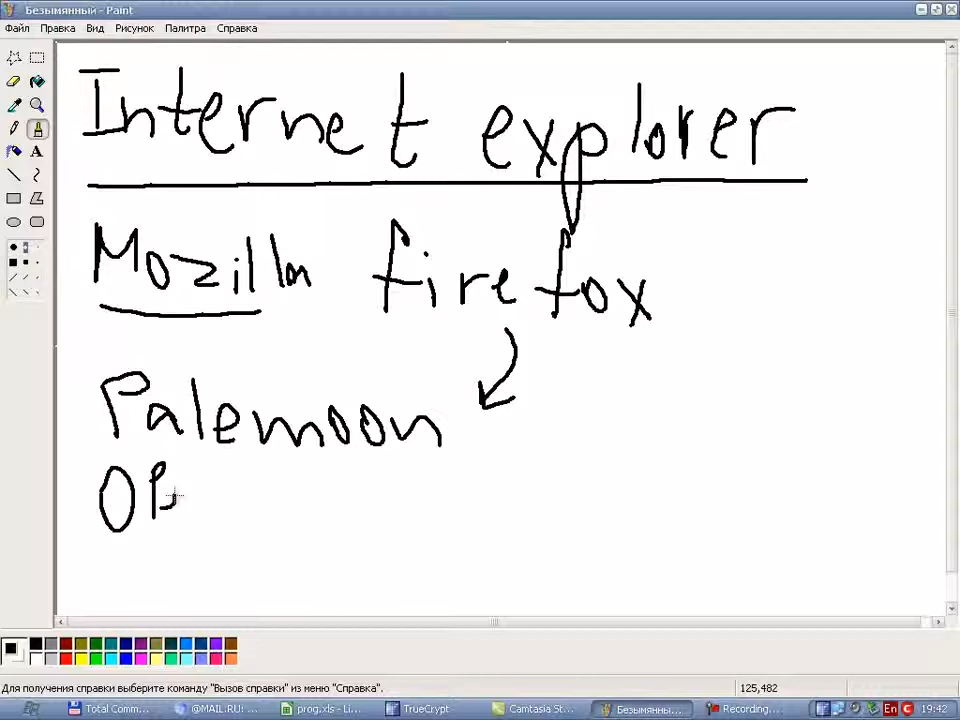 Безымянный - Paint
Файл Правка Вид Рисунок Палитра Справка
Internet explorer
Mozilla firefox
Palemoon
Для получения справки выберите команду "Вызов справки" из меню "Справка".
125,482
Total Comm... @MAIL.RU: ... prog.xls - Li... TrueCrypt Camtasia St... Безымянны... Recording... En 19:42